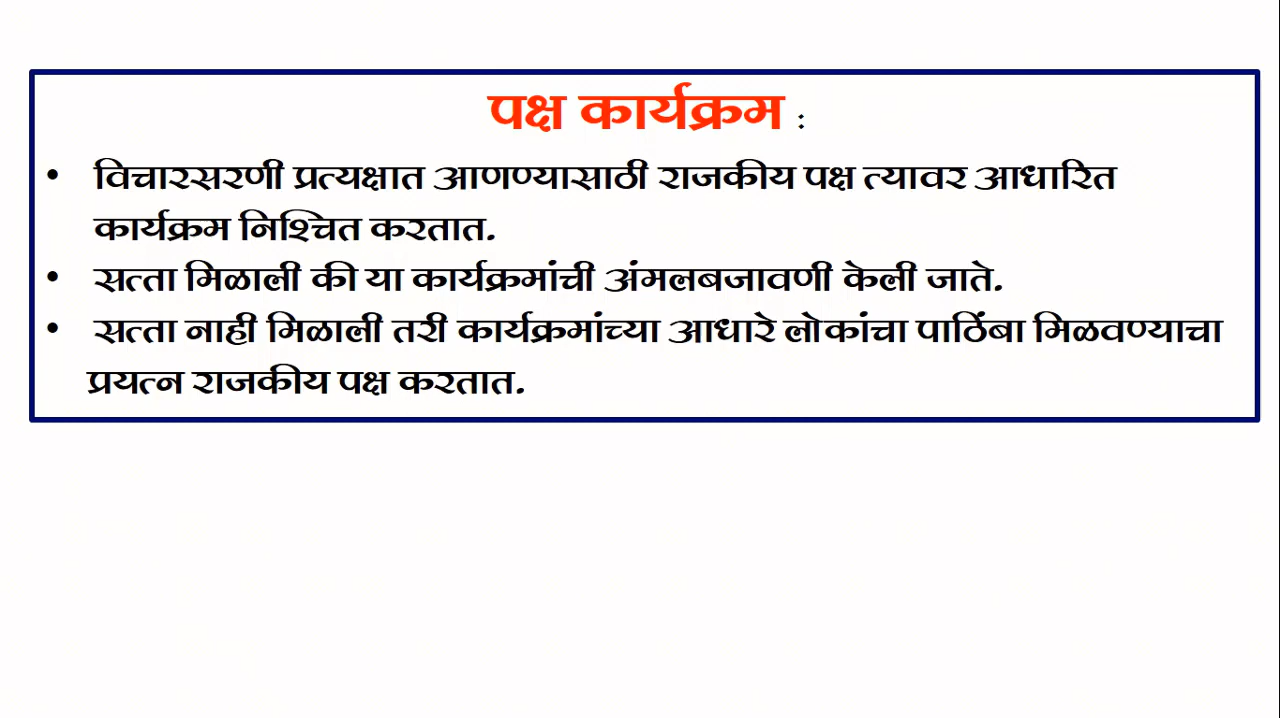 पक्ष कार्यक्रम :
• विचारसरणी प्रत्यक्षात आणण्यासाठी राजकीय पक्ष त्यावर आधारित
कार्यक्रम निश्चित करतात.
• सत्ता मिळाली की या कार्यक्रमांची अंमलबजावणी केली जाते.
• सत्ता नाही मिळाली तरी कार्यक्रमांच्या आधारे लोकांचा पाठिंबा मिळवण्याचा
प्रयत्न राजकीय पक्ष करतात.